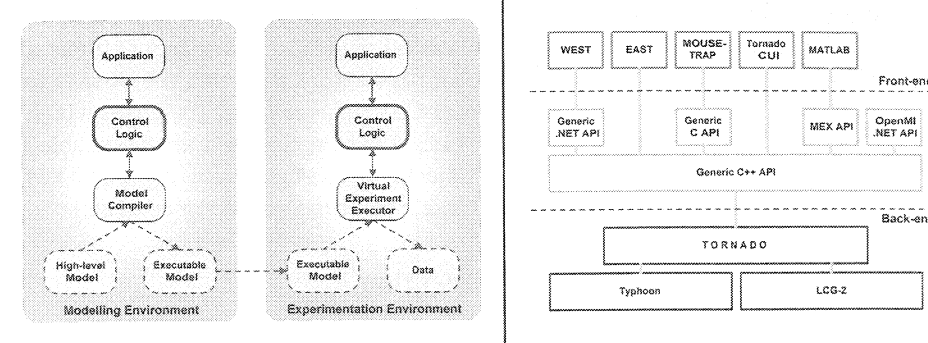 Application
Control
Logic
Model
Compiler
High-level
Model
Executable
Model
Modelling Environment
Application
Control
Logic
Virtual
Experiment
Executor
Executable
Model
Data
Experimentation Environment
WEST
EAST
MOUSE-
TRAP
Tornado
CUI
MATLAB
Front-en
Generic
.NET API
Generic
C API
MEX API
OpenMI
.NET API
Generic C++ API
Back-en
TORNADO
Typhoon
LCG-2